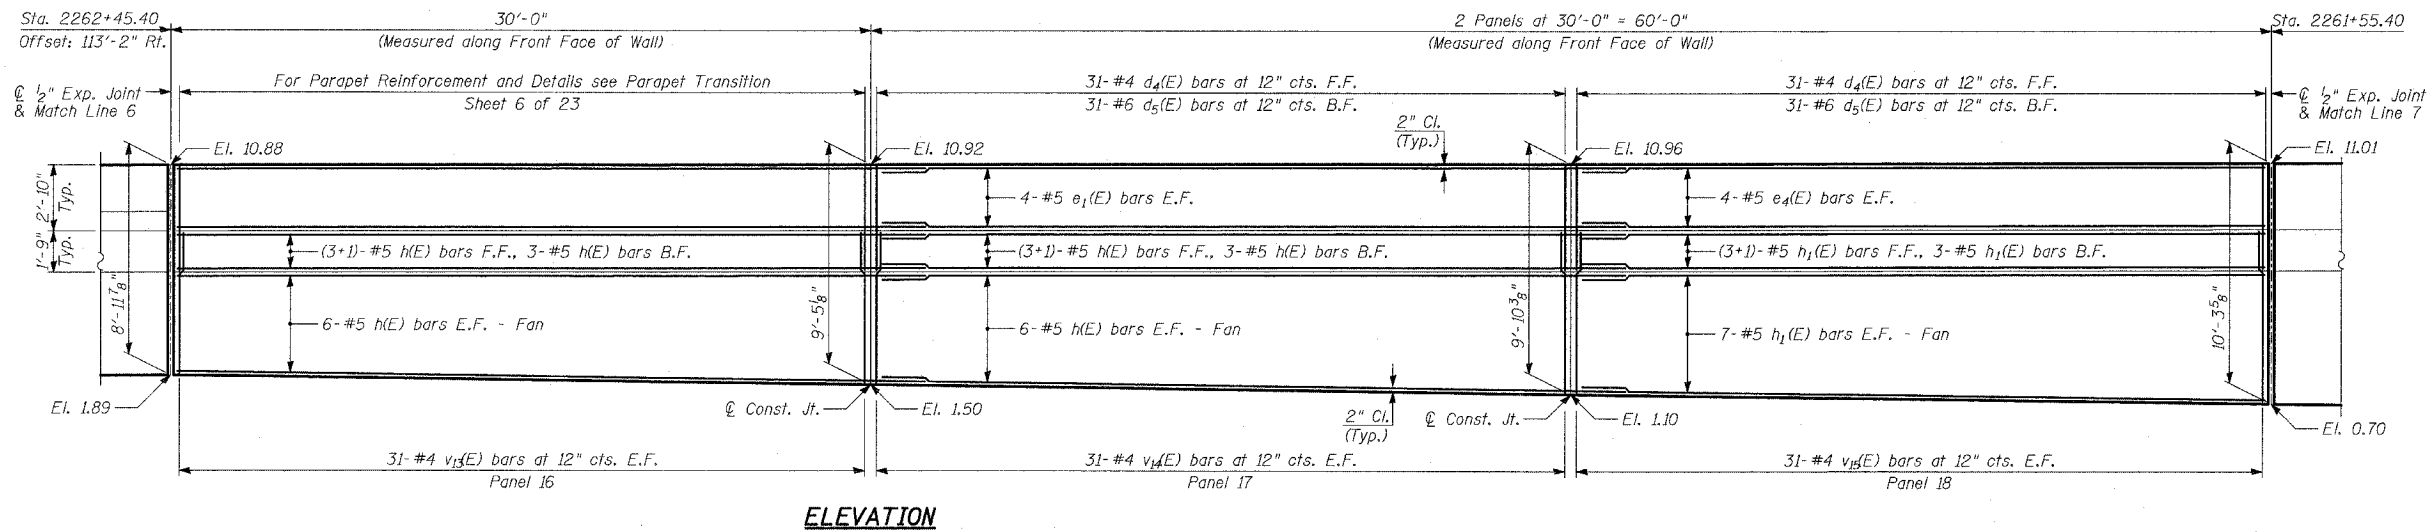 Sta. 2262+45.40
Offset: 113'-2" Rt.
30'-0"
(Measured along Front Face of Wall)
2 Panels at 30'-0" = 60'-0"
(Measured along Front Face of Wall)
Sta. 2261+55.40
℄ ½" Exp. Joint
& Match Line 6
For Parapet Reinforcement and Details see Parapet Transition
Sheet 6 of 23
31-#4 d4(E) bars at 12" cts. F.F.
31-#6 d5(E) bars at 12" cts. B.F.
31-#4 d4(E) bars at 12" cts. F.F.
31-#6 d5(E) bars at 12" cts. B.F.
℄ ½" Exp. Joint
& Match Line 7
2" Cl.
(Typ.)
El. 10.88
El. 10.92
El. 10.96
El. 11.01
2'-10"
Typ.
1'-9"
Typ.
8'-11⅞"
9'-5⅛"
9'-10⅜"
10'-3⅝"
4-#5 e1(E) bars E.F.
4-#5 e4(E) bars E.F.
(3+1)-#5 h(E) bars F.F., 3-#5 h(E) bars B.F.
(3+1)-#5 h(E) bars F.F., 3-#5 h(E) bars B.F.
(3+1)-#5 h1(E) bars F.F., 3-#5 h1(E) bars B.F.
6-#5 h(E) bars E.F. - Fan
6-#5 h(E) bars E.F. - Fan
7-#5 h1(E) bars E.F. - Fan
El. 1.89
℄ Const. Jt.
El. 1.50
2" Cl.
(Typ.)
℄ Const. Jt.
El. 1.10
El. 0.70
31-#4 v13(E) bars at 12" cts. E.F.
Panel 16
31-#4 v14(E) bars at 12" cts. E.F.
Panel 17
31-#4 v15(E) bars at 12" cts. E.F.
Panel 18
ELEVATION